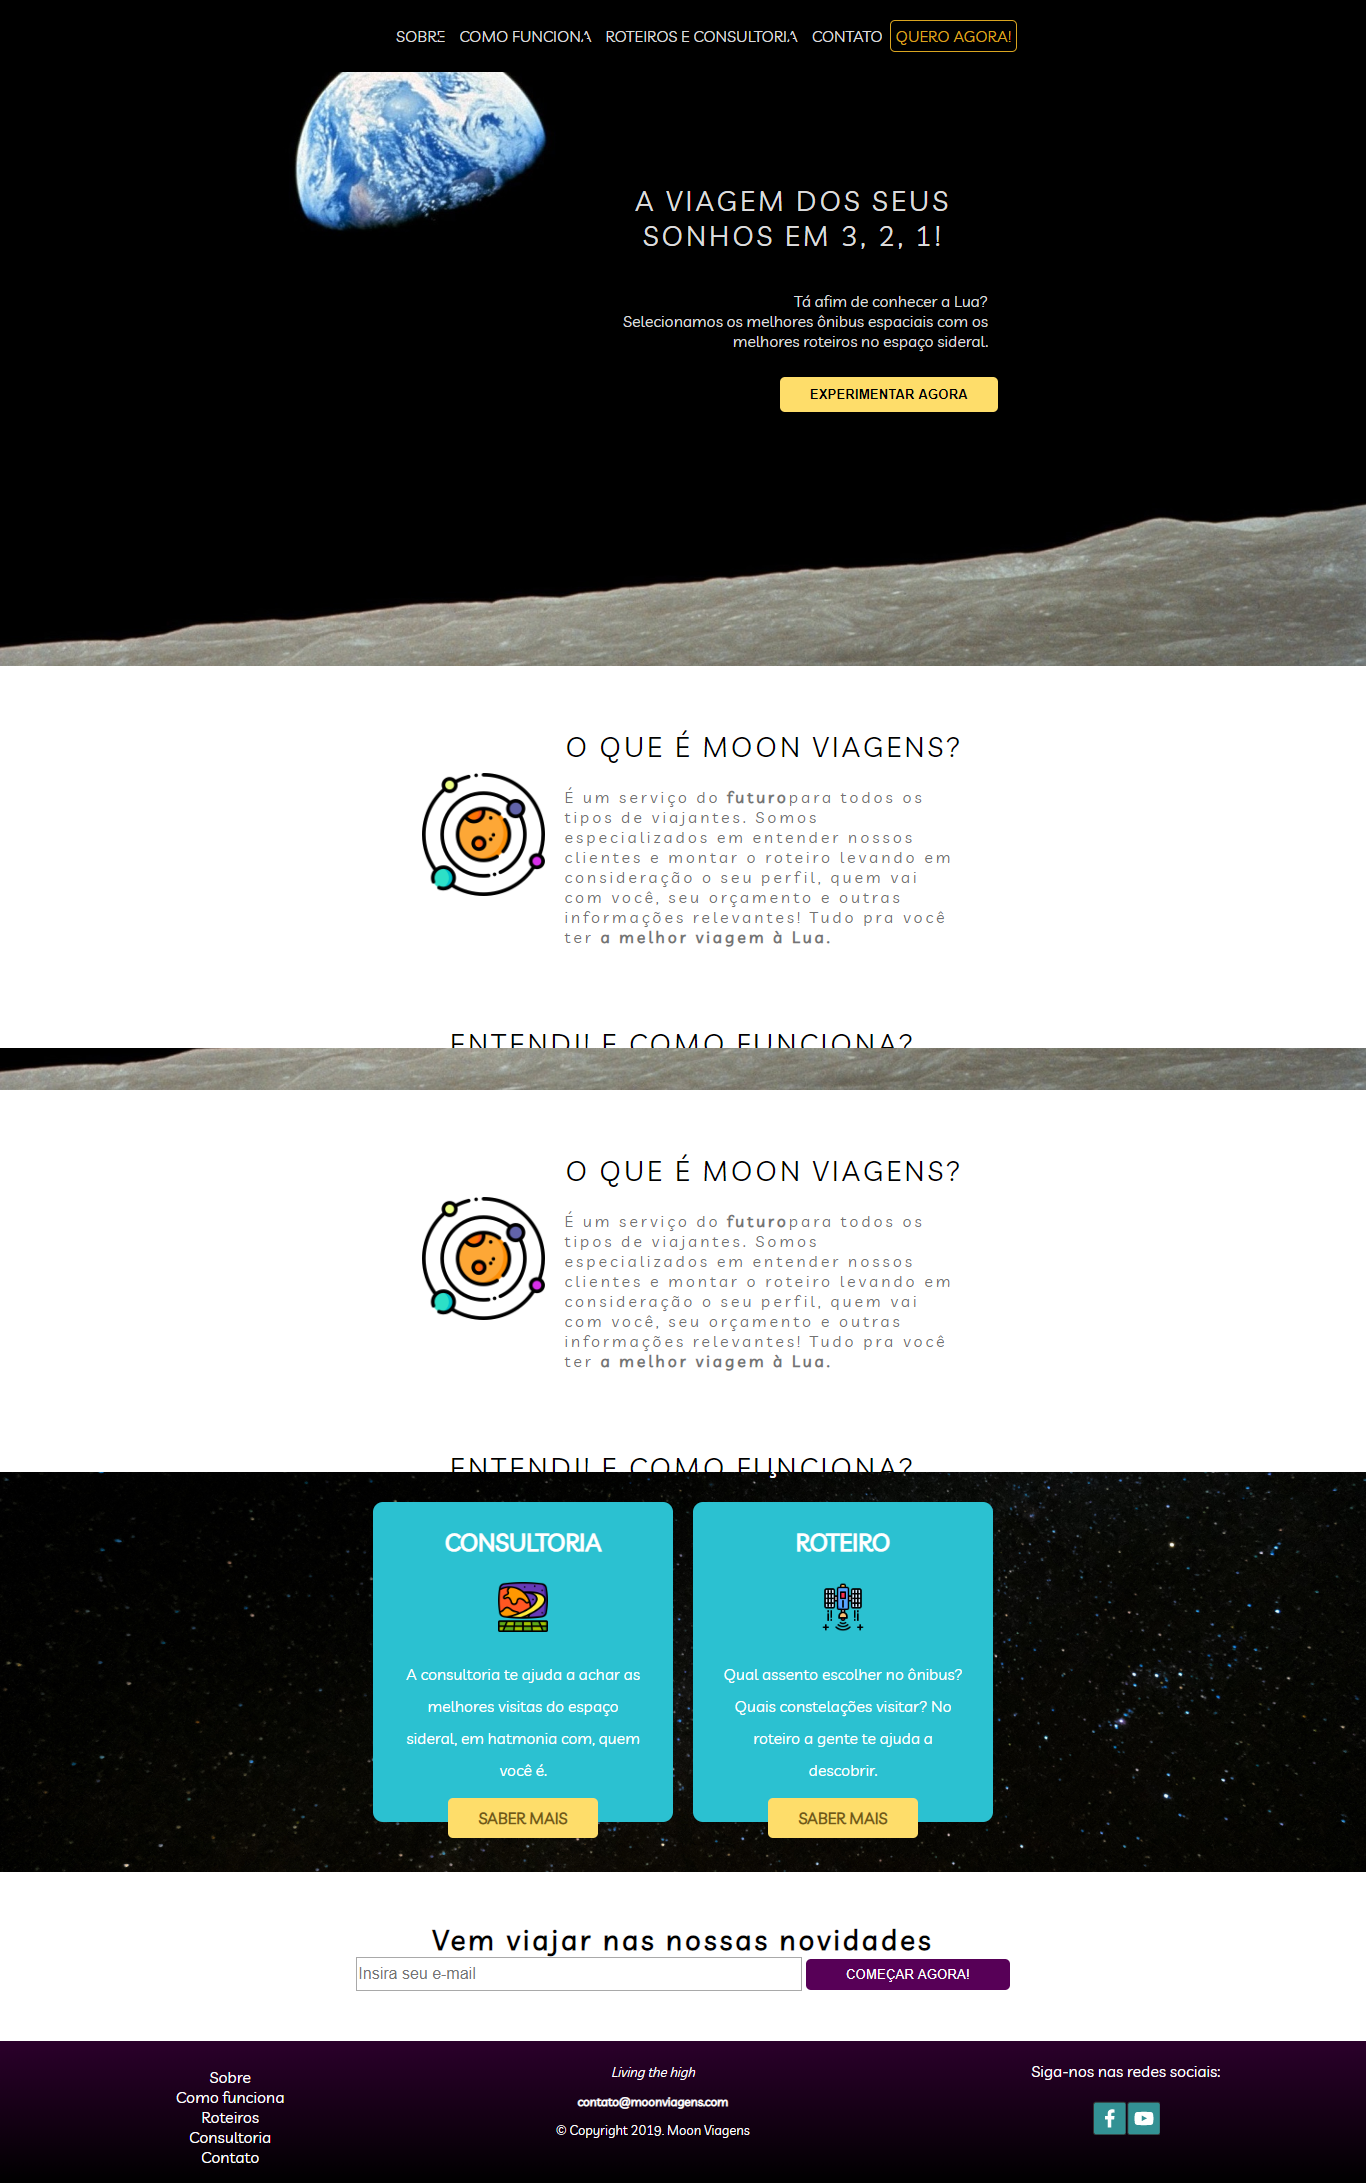 SOBRE COMO FUNCIONA ROTEIROS E CONSULTORIA CONTATO QUERO AGORA!
A VIAGEM DOS SEUS
SONHOS EM 3, 2, 1!
Tá afim de conhecer a Lua?
Selecionamos os melhores ônibus espaciais com os
melhores roteiros no espaço sideral.
EXPERIMENTAR AGORA
O QUE É MOON VIAGENS?
É um serviço do futuropara todos os
tipos de viajantes. Somos
especializados em entender nossos
clientes e montar o roteiro levando em
consideração o seu perfil, quem vai
com você, seu orçamento e outras
informações relevantes! Tudo pra você
ter a melhor viagem à Lua.
ENTENDI! E COMO FUNCIONA?
O QUE É MOON VIAGENS?
É um serviço do futuropara todos os
tipos de viajantes. Somos
especializados em entender nossos
clientes e montar o roteiro levando em
consideração o seu perfil, quem vai
com você, seu orçamento e outras
informações relevantes! Tudo pra você
ter a melhor viagem à Lua.
ENTENDI! E COMO FUNCIONA?
CONSULTORIA
A consultoria te ajuda a achar as
melhores visitas do espaço
sideral, em hatmonia com, quem
você é.
SABER MAIS
ROTEIRO
Qual assento escolher no ônibus?
Quais constelações visitar? No
roteiro a gente te ajuda a
descobrir.
SABER MAIS
Vem viajar nas nossas novidades
Insira seu e-mail
COMEÇAR AGORA!
Sobre
Como funciona
Roteiros
Consultoria
Contato
Living the high
contato@moonviagens.com
© Copyright 2019. Moon Viagens
Siga-nos nas redes sociais: